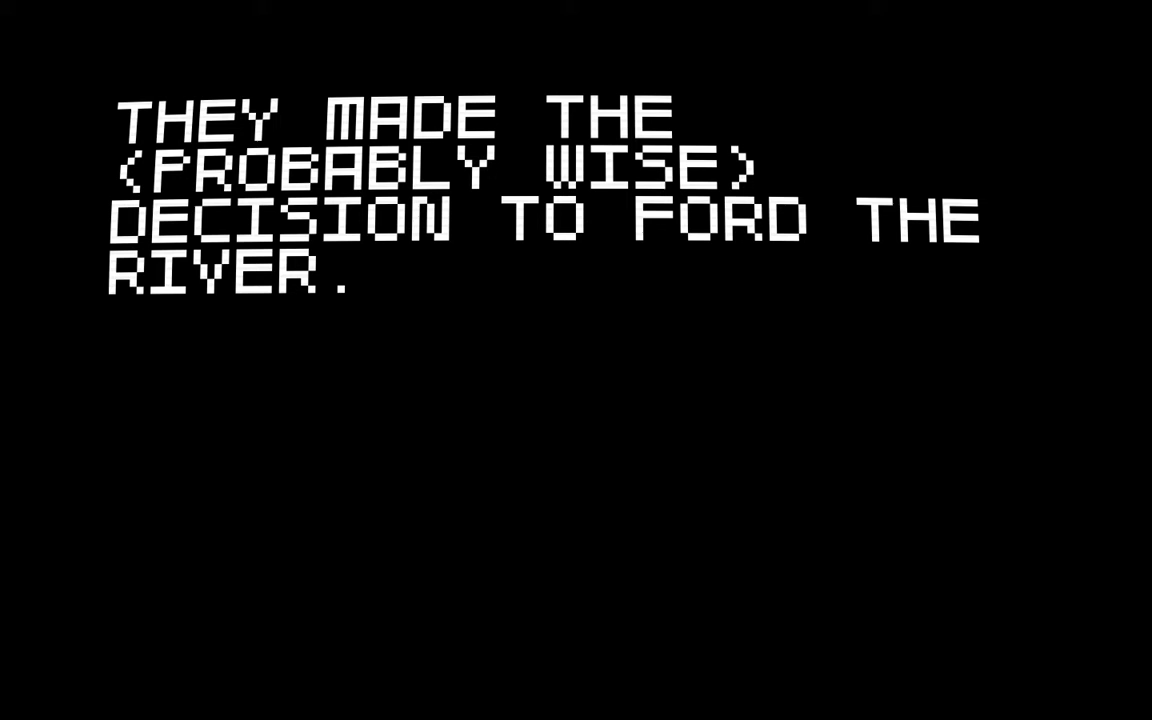 THEY MADE THE
(PROBABLY WISE)
DECISION TO FORD THE
RIVER.